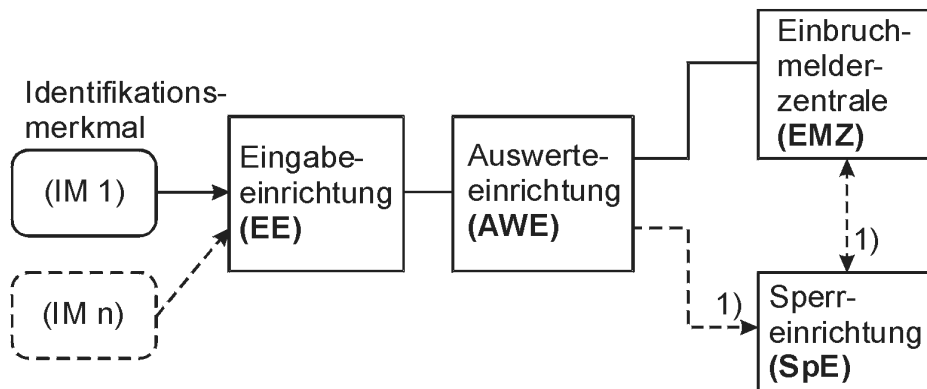 Identifikations-
merkmal
(IM 1)
(IM n)
Eingabe-
einrichtung
(EE)
Auswerte-
einrichtung
(AWE)
Einbruch-
melder-
zentrale
(EMZ)
1)
1)
Sperr-
einrichtung
(SpE)